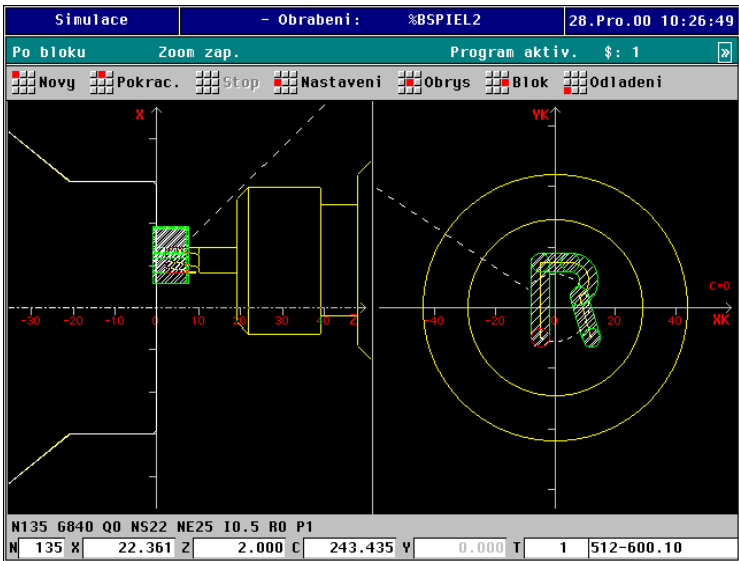 Simulace - Obrabeni: %BSPIEL2 28.Pro.00 10:26:49
Po bloku Zoom zap. Program aktiv. $: 1 »
Novy Pokrac. Stop Nastaveni Obrys Blok Odladeni
X YK
C=0
-30 -20 -10 0 10 20 30 40 Z -40 -20 0 20 40 XK
N135 G840 Q0 NS22 NE25 I0.5 R0 P1
N 135 X 22.361 Z 2.000 C 243.435 Y 0.000 T 1 512-600.10